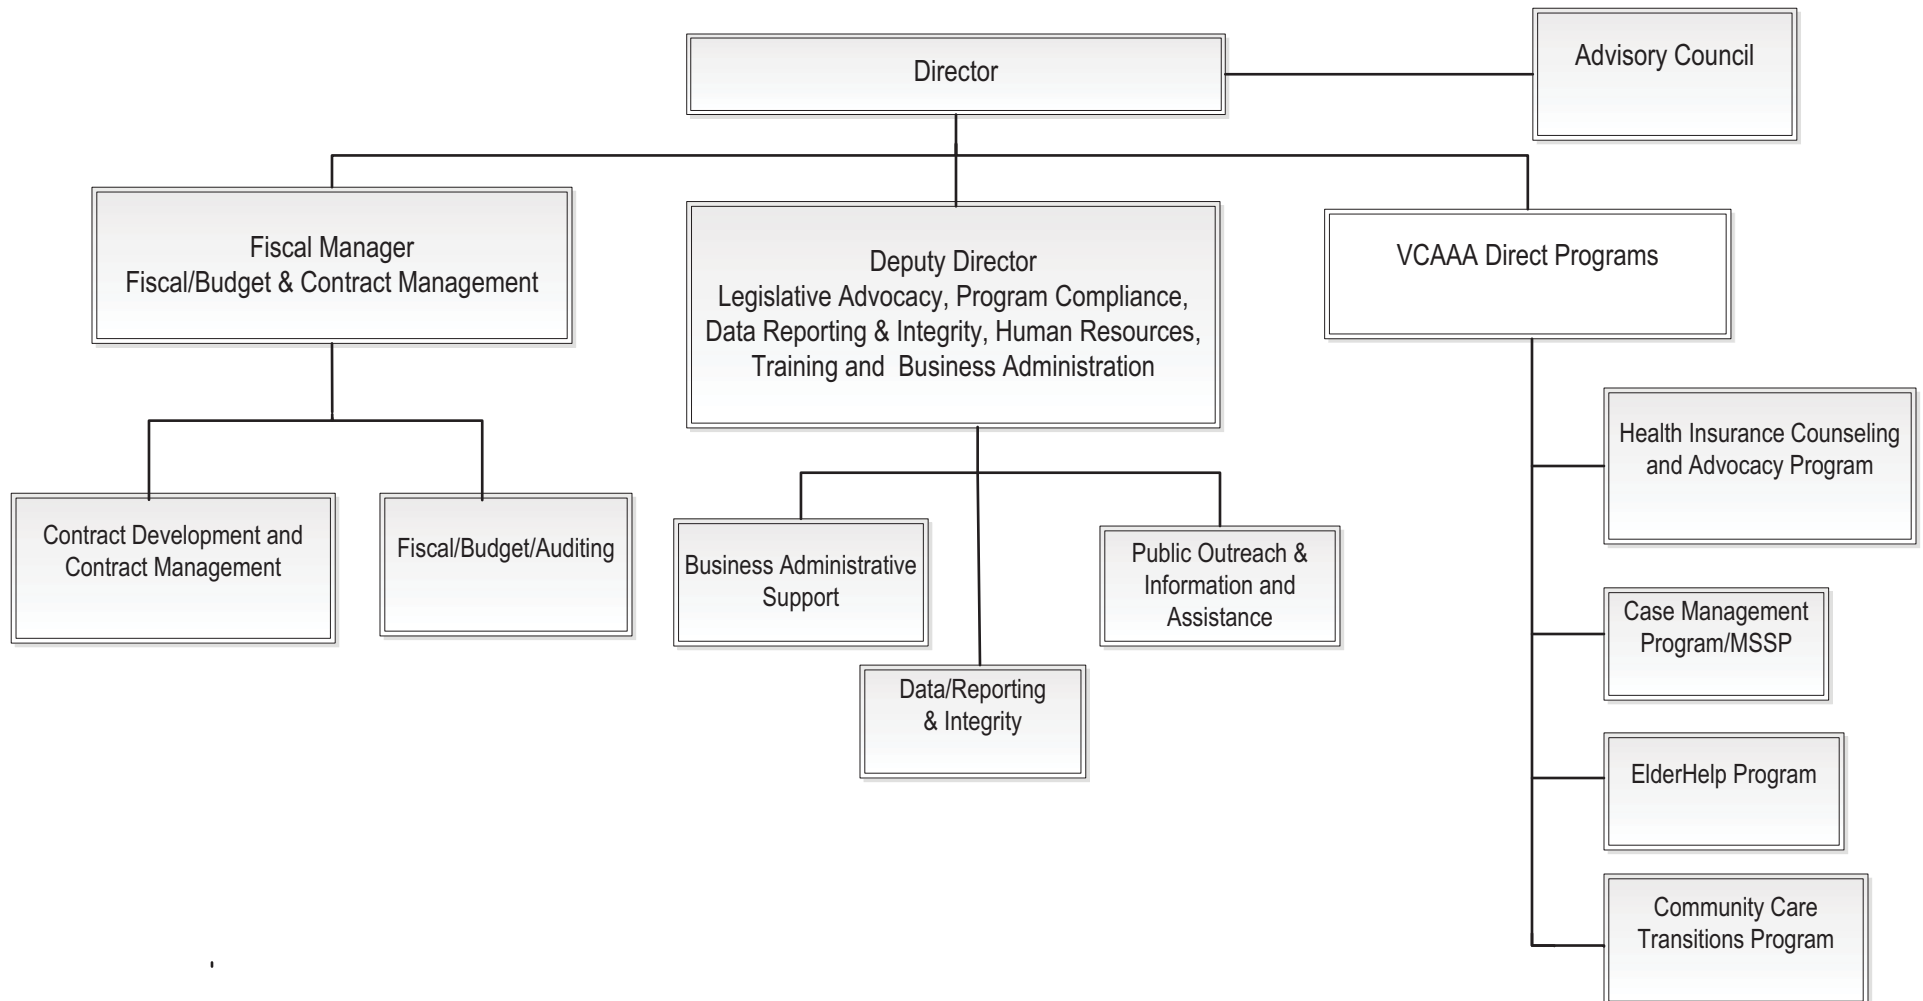 Director
Advisory Council
Fiscal Manager
Fiscal/Budget & Contract Management
Deputy Director
Legislative Advocacy, Program Compliance,
Data Reporting & Integrity, Human Resources,
Training and Business Administration
VCAAA Direct Programs
Contract Development and
Contract Management
Fiscal/Budget/Auditing
Business Administrative
Support
Data/Reporting
& Integrity
Public Outreach &
Information and
Assistance
Health Insurance Counseling
and Advocacy Program
Case Management
Program/MSSP
ElderHelp Program
Community Care
Transitions Program